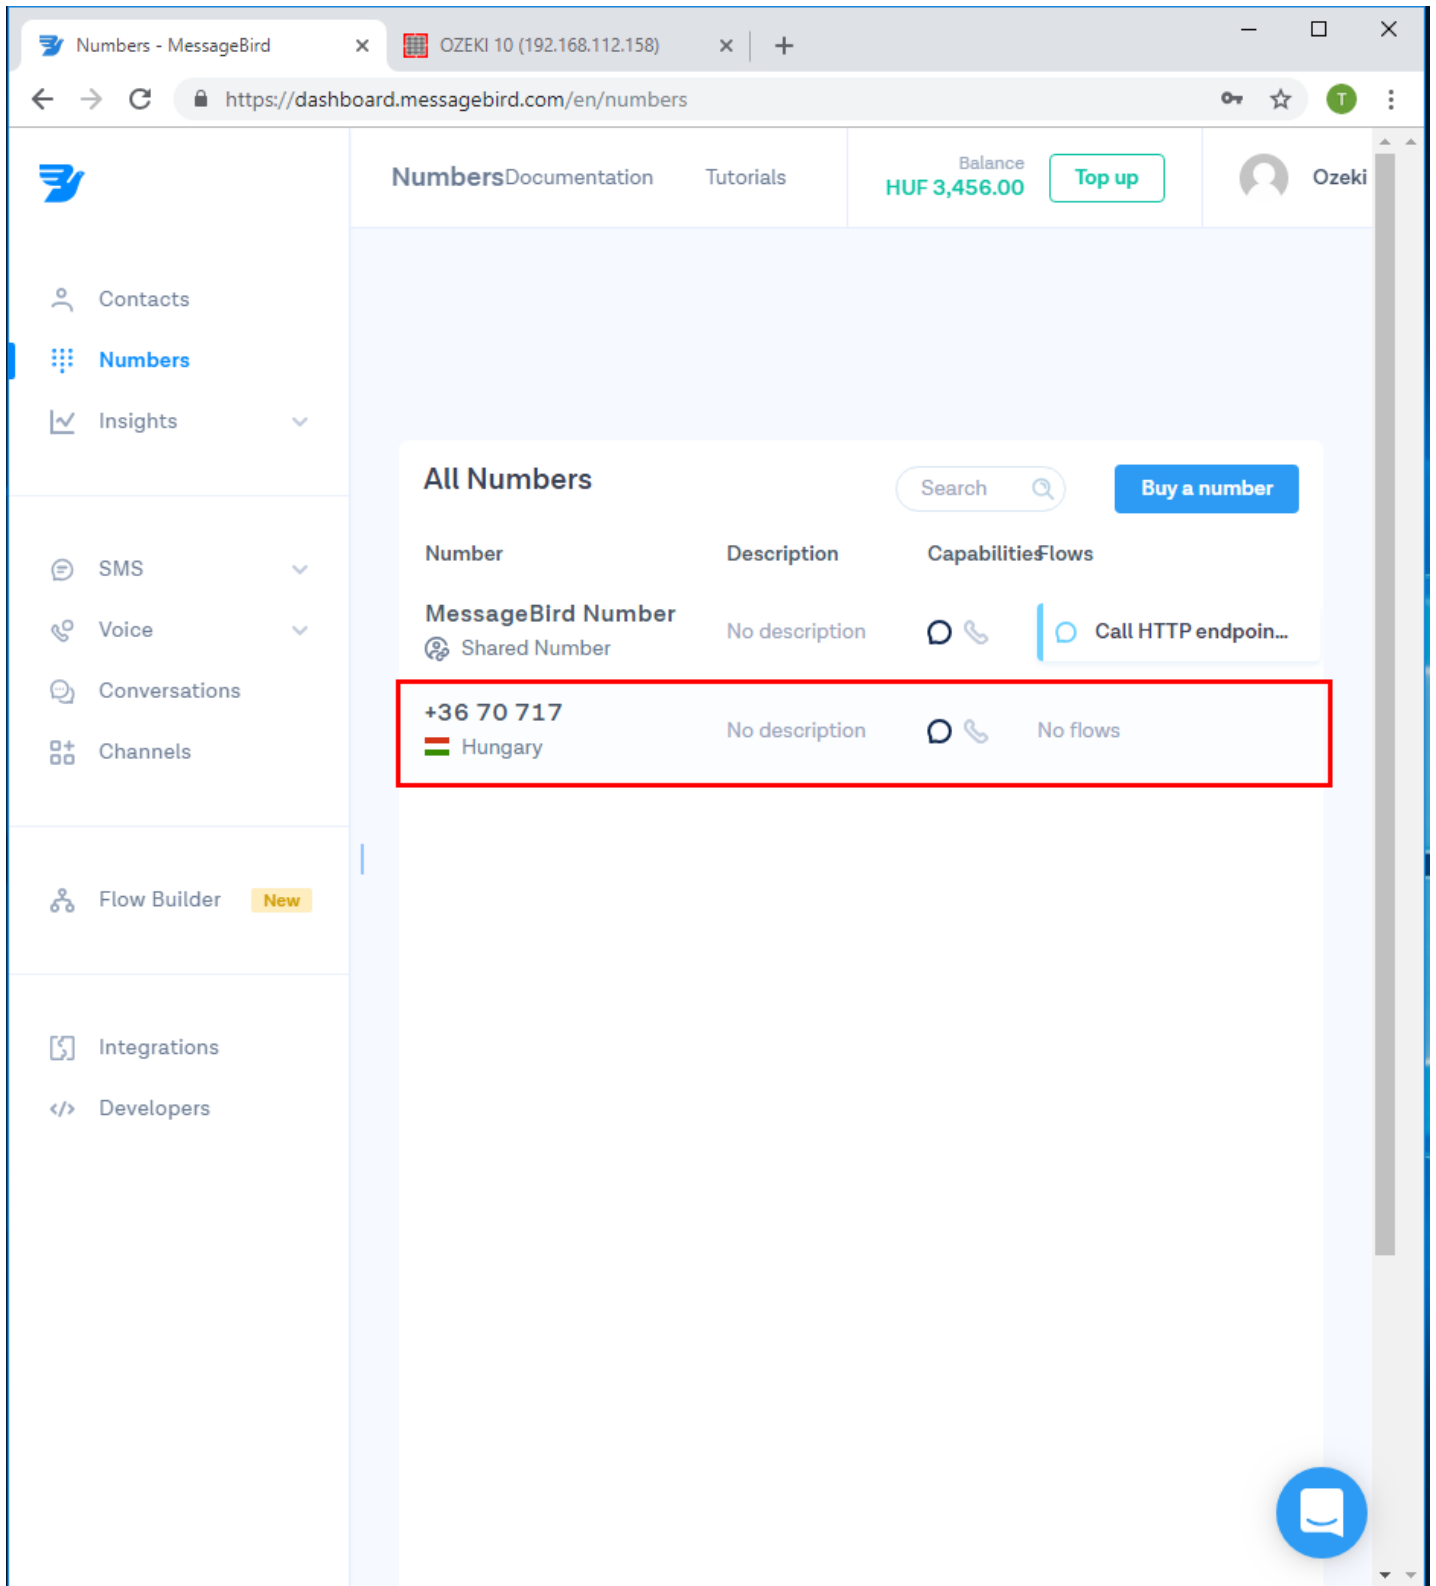 Numbers - MessageBird
OZEKI 10 (192.168.112.158)
https://dashboard.messagebird.com/en/numbers
T
Numbers Documentation Tutorials
Balance
HUF 3,456.00
Top up
Ozeki
Contacts
Numbers
Insights
SMS
Voice
Conversations
Channels
Flow Builder New
Integrations
Developers
All Numbers
Search
Buy a number
Number Description Capabilities Flows
MessageBird Number
Shared Number
No description
Call HTTP endpoin...
+36 70 717
Hungary
No description
No flows